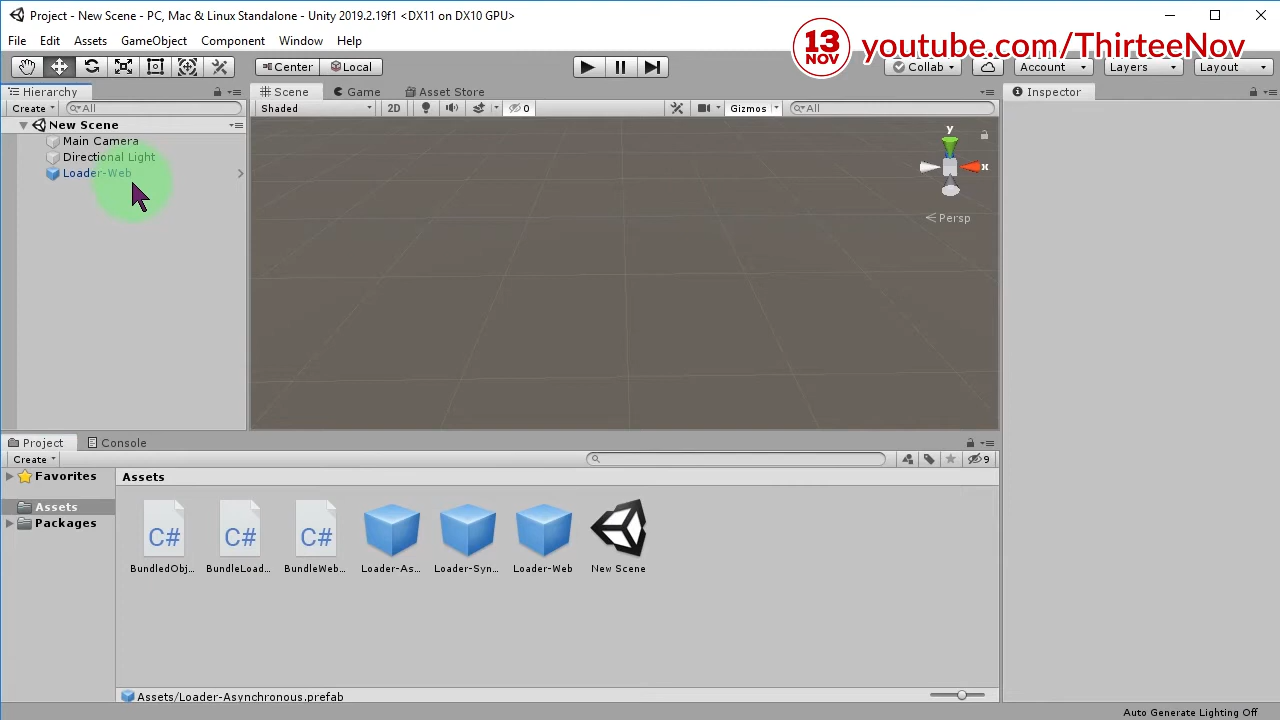 Project - New Scene - PC, Mac & Linux Standalone - Unity 2019.2.19f1 <DX11 on DX10 GPU>
File Edit Assets GameObject Component Window Help
13 NOV youtube.com/ThirteeNov
Center Local Collab Account Layers Layout
Hierarchy Scene Game Asset Store Inspector
Create All Shaded 2D 0 Gizmos All
New Scene
Main Camera
Directional Light
Loader-Web
y
x
Persp
Project Console
Create 9
Favorites Assets
Assets
Packages
BundledObj... BundleLoad... BundleWeb... Loader-As... Loader-Syn... Loader-Web New Scene
C# C# C#
Assets/Loader-Asynchronous.prefab
Auto Generate Lighting Off